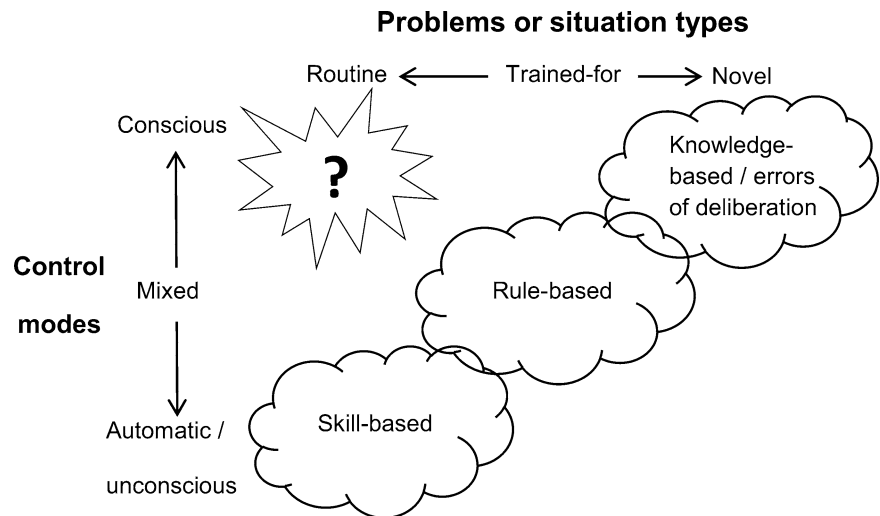 Problems or situation types
Routine
Trained-for
Novel
Conscious
?
Knowledge-
based / errors
of deliberation
Control
modes
Mixed
Rule-based
Automatic /
unconscious
Skill-based